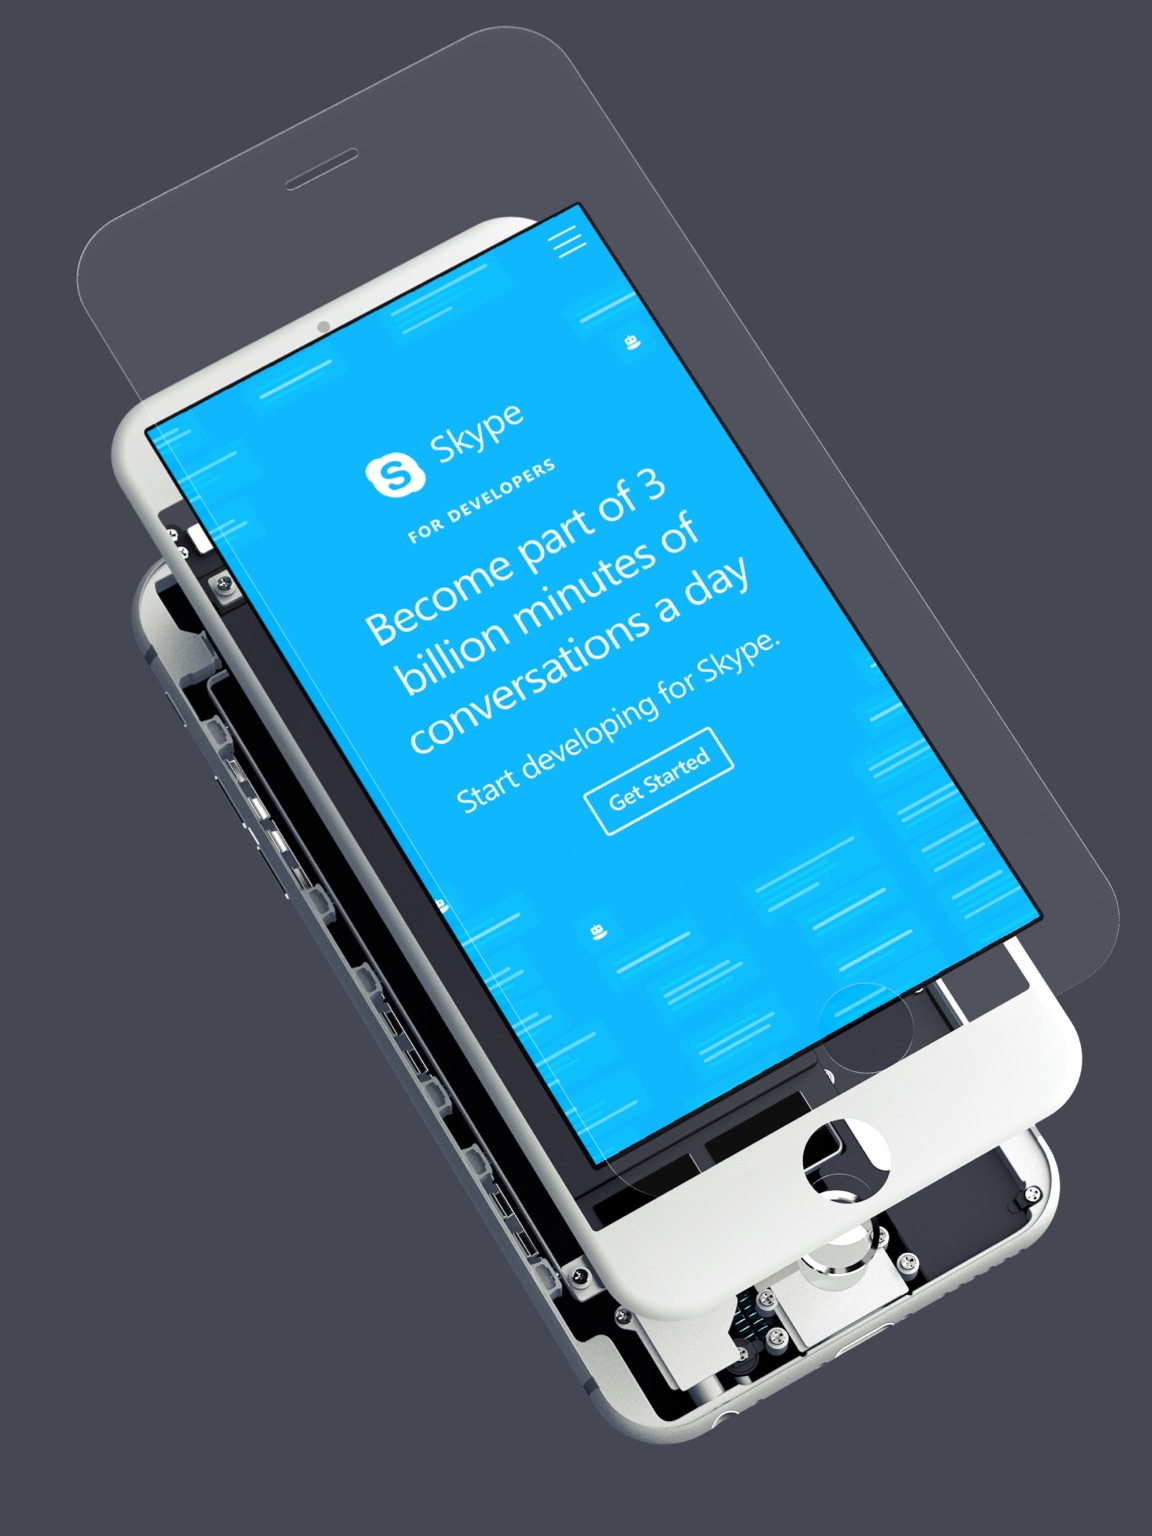 Skype
FOR DEVELOPERS
Become part of 3
billion minutes of
conversations a day
Start developing for Skype.
Get Started